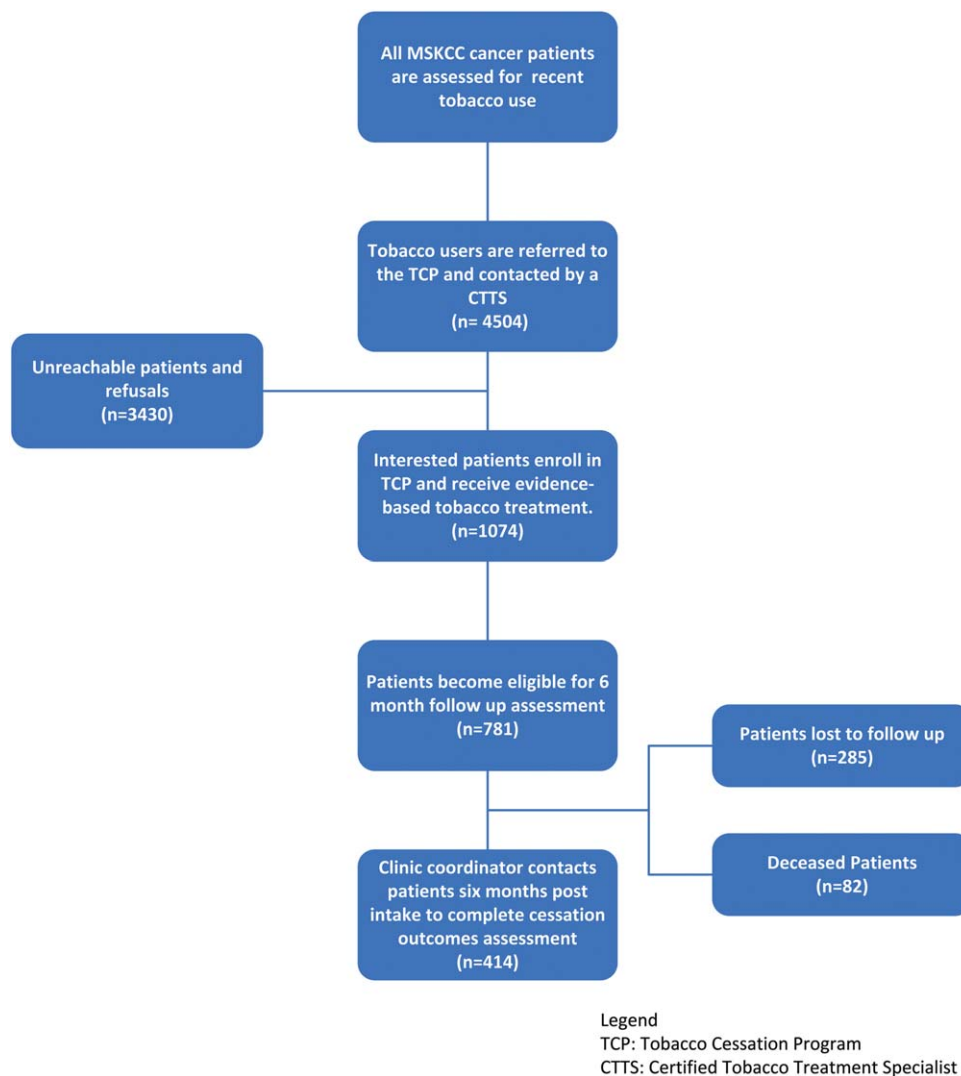 All MSKCC cancer patients
are assessed for recent
tobacco use
Tobacco users are referred to
the TCP and contacted by a
CTTS
(n= 4504)
Unreachable patients and
refusals
(n=3430)
Interested patients enroll in
TCP and receive evidence-
based tobacco treatment.
(n=1074)
Patients become eligible for 6
month follow up assessment
(n=781)
Patients lost to follow up
(n=285)
Deceased Patients
(n=82)
Clinic coordinator contacts
patients six months post
intake to complete cessation
outcomes assessment
(n=414)
Legend
TCP: Tobacco Cessation Program
CTTS: Certified Tobacco Treatment Specialist